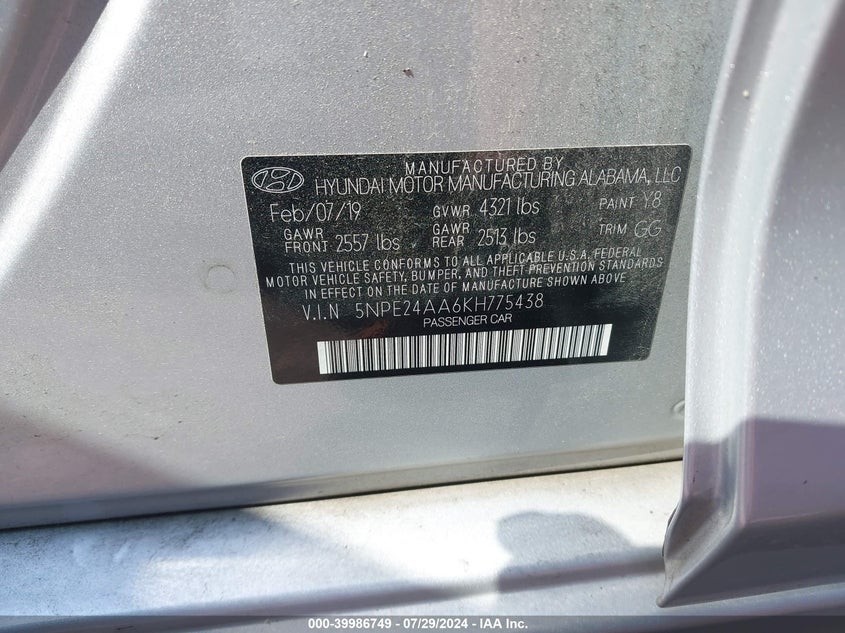 MANUFACTURED BY
HYUNDAI MOTOR MANUFACTURING ALABAMA, LLC
Feb/07/19 GVWR 4321 lbs PAINT Y8
GAWR FRONT 2557 lbs GAWR REAR 2513 lbs TRIM GG
THIS VEHICLE CONFORMS TO ALL APPLICABLE U.S.A. FEDERAL
MOTOR VEHICLE SAFETY, BUMPER, AND THEFT PREVENTION STANDARDS
IN EFFECT ON THE DATE OF MANUFACTURE SHOWN ABOVE
V.I.N 5NPE24AA6KH775438
PASSENGER CAR
000-39986749 - 07/29/2024 - IAA Inc.